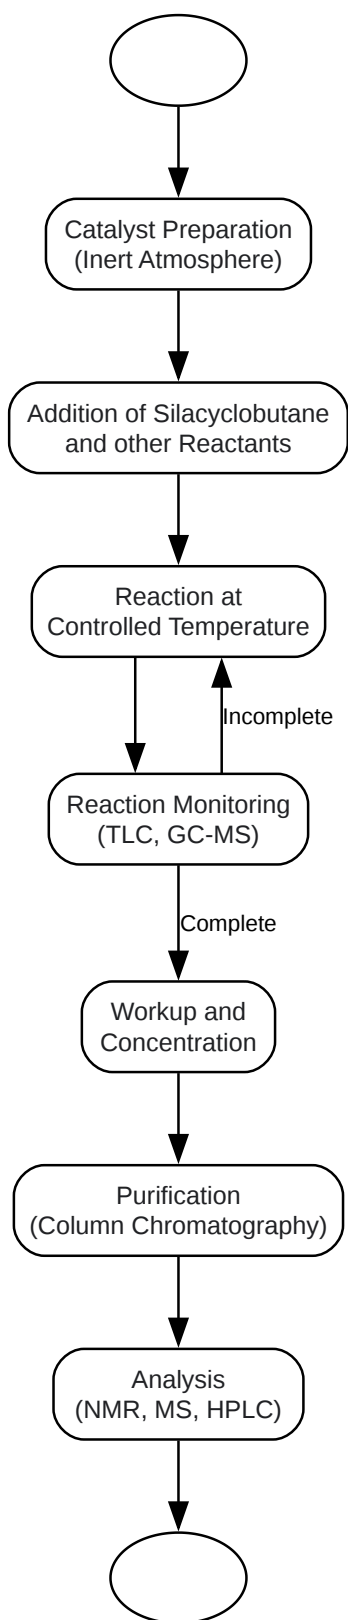 Catalyst Preparation
(Inert Atmosphere)
Addition of Silacyclobutane
and other Reactants
Reaction at
Controlled Temperature
Incomplete
Reaction Monitoring
(TLC, GC-MS)
Complete
Workup and
Concentration
Purification
(Column Chromatography)
Analysis
(NMR, MS, HPLC)